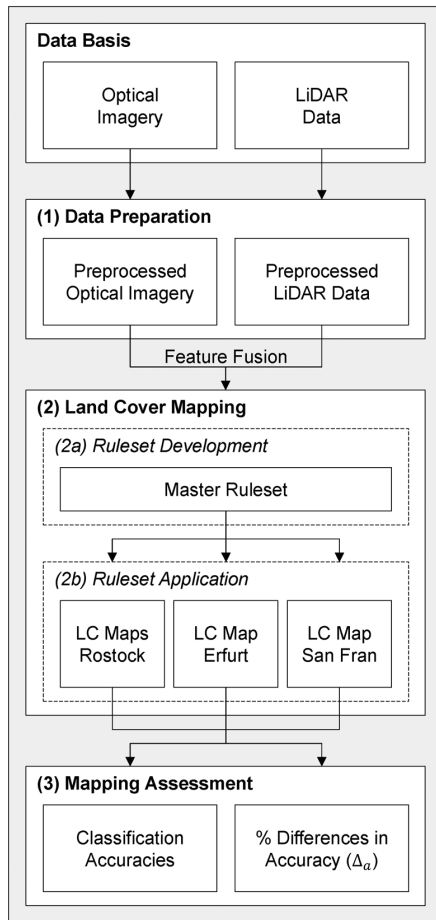 Data Basis
Optical
Imagery
LiDAR
Data
(1) Data Preparation
Preprocessed
Optical Imagery
Preprocessed
LiDAR Data
Feature Fusion
(2) Land Cover Mapping
(2a) Ruleset Development
Master Ruleset
(2b) Ruleset Application
LC Maps
Rostock
LC Map
Erfurt
LC Map
San Fran
(3) Mapping Assessment
Classification
Accuracies
% Differences in
Accuracy (Δₐ)